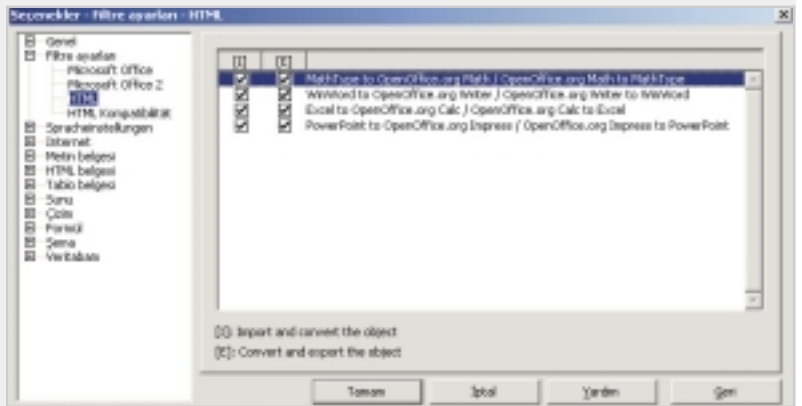 Seçenekler - Filtre ayarları - HTML
Genel
Filtre ayarları
Microsoft Office
Microsoft Office 2
HTML
HTML Kompatibilität
Spracheinstellungen
Internet
Metin belgesi
HTML belgesi
Tablo belgesi
Sunu
Çizim
Formül
Şema
Veritabanı
[I] [E]
MathType to OpenOffice.org Math / OpenOffice.org Math to MathType
WinWord to OpenOffice.org Writer / OpenOffice.org Writer to WinWord
Excel to OpenOffice.org Calc / OpenOffice.org Calc to Excel
PowerPoint to OpenOffice.org Impress / OpenOffice.org Impress to PowerPoint
[I]: Import and convert the object
[E]: Convert and export the object
Tamam İptal Yardım Geri